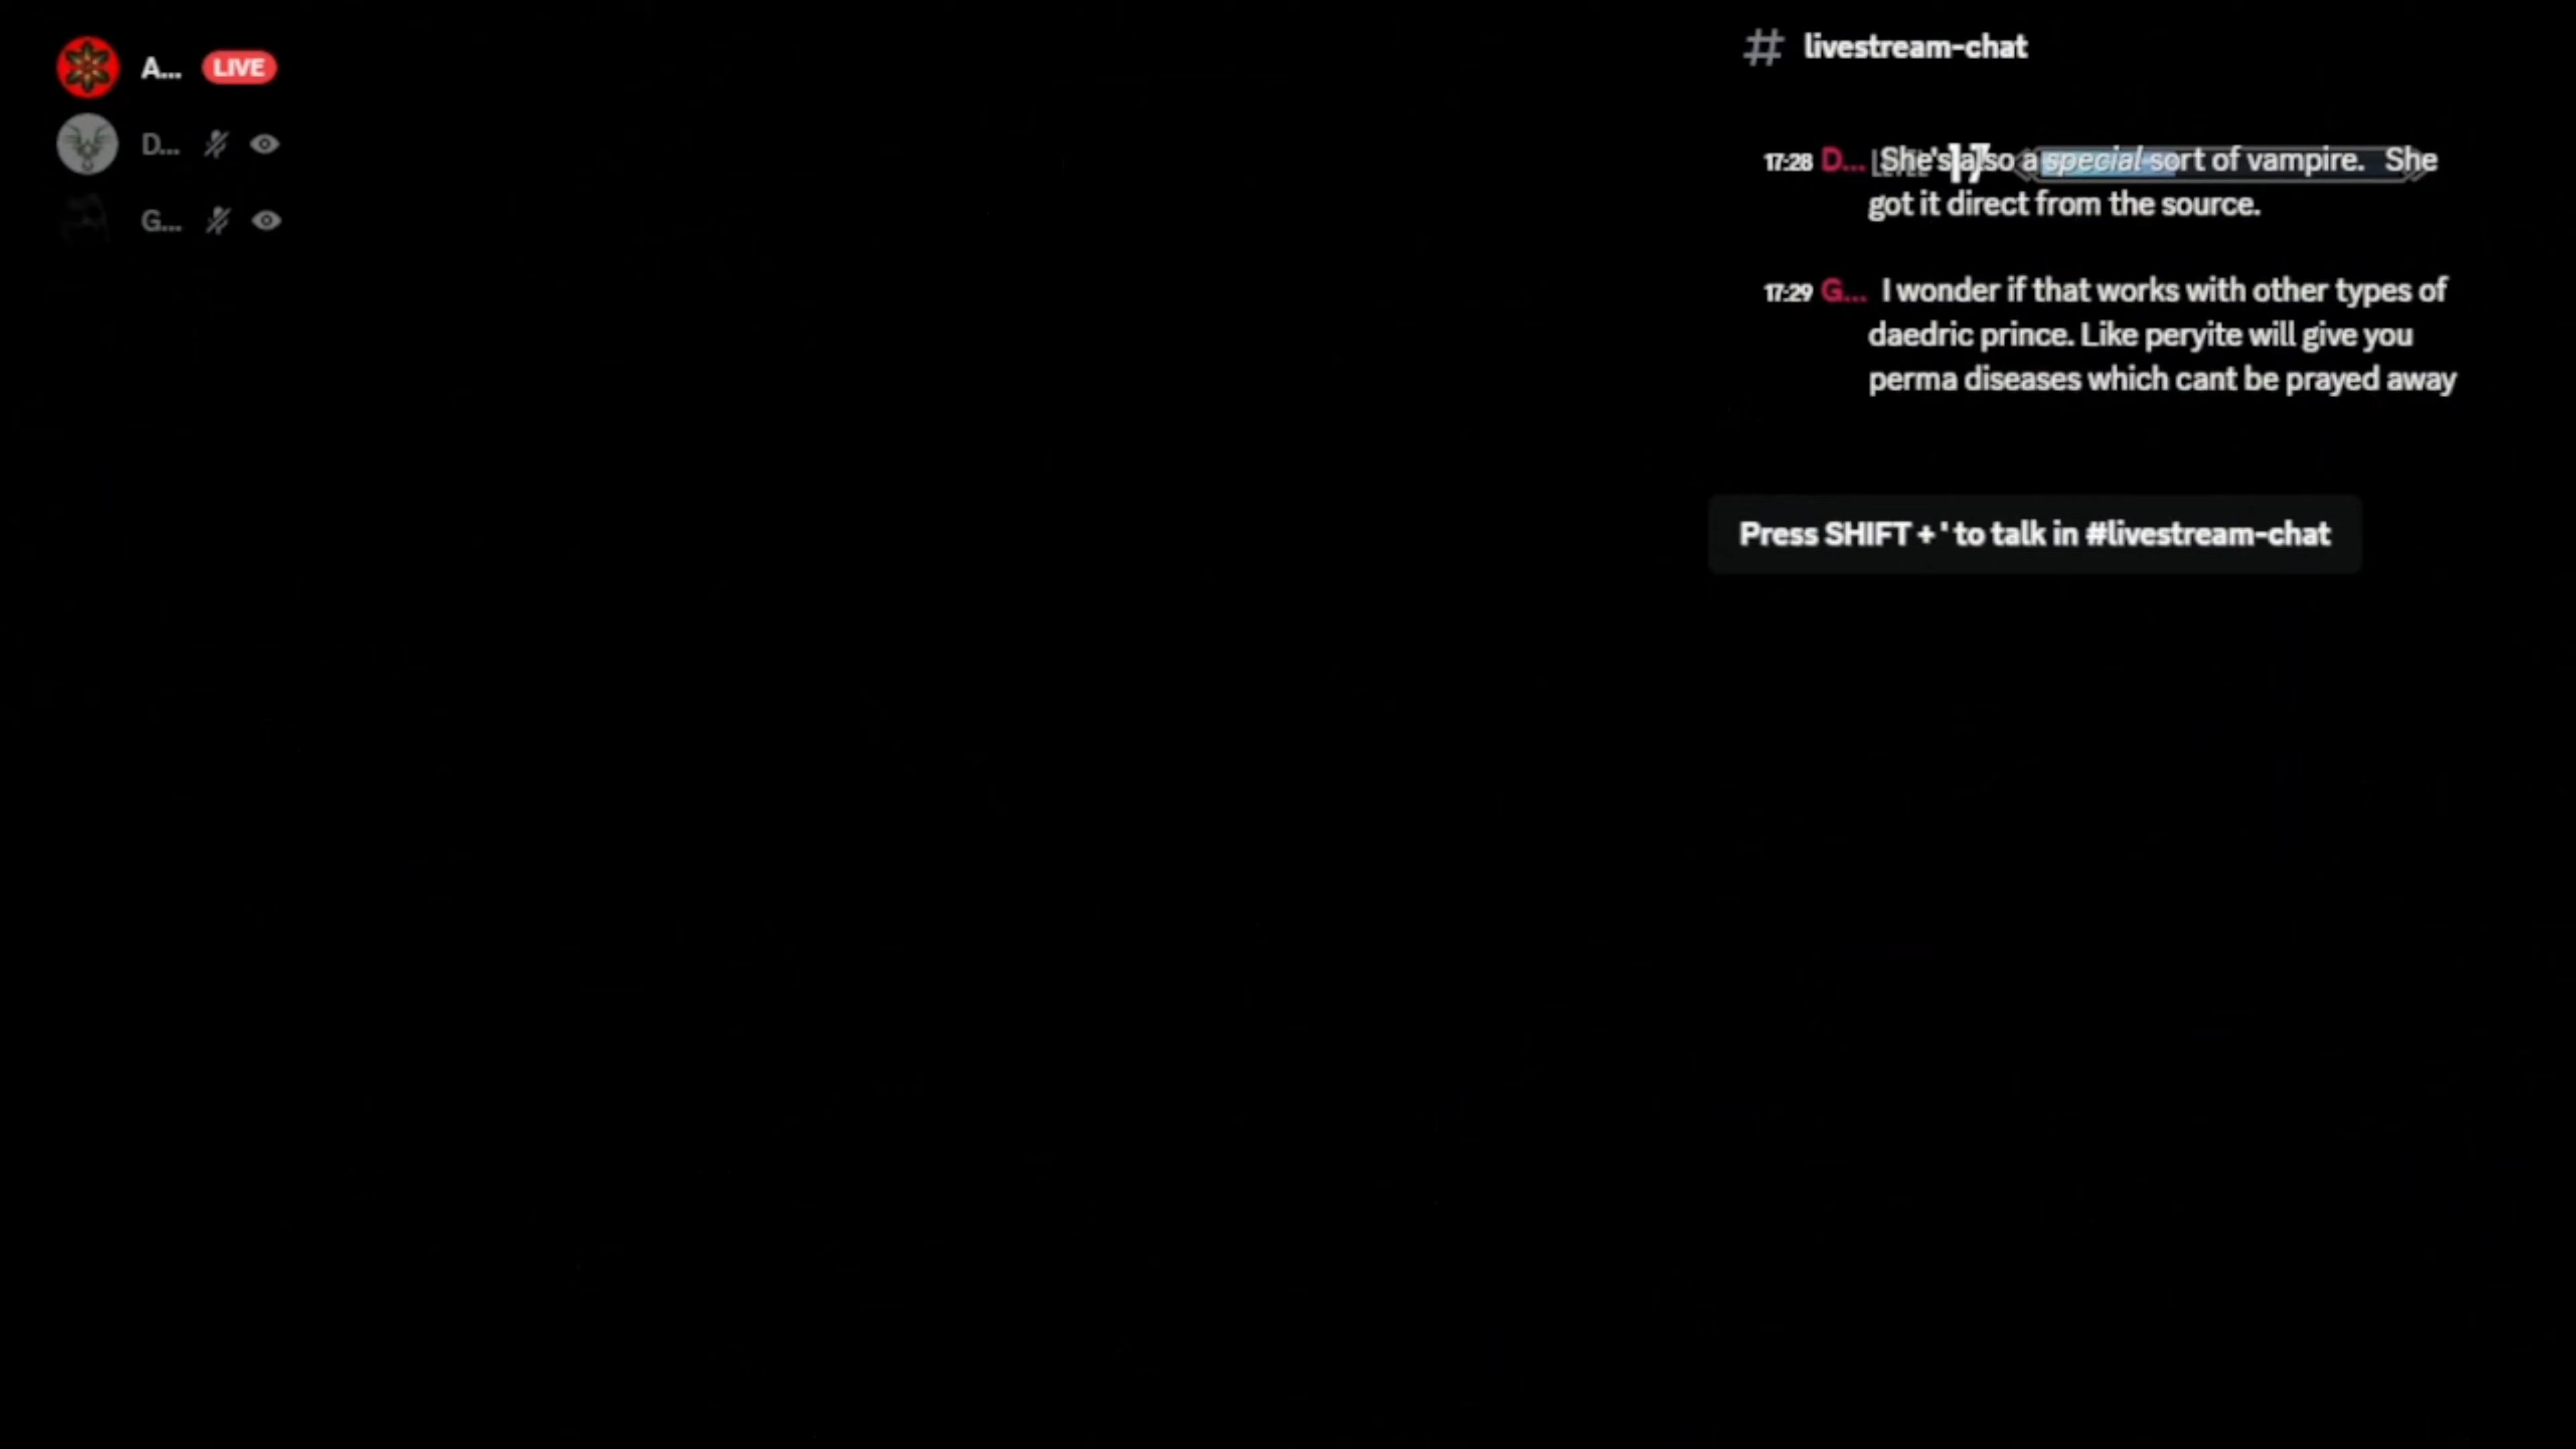 A... LIVE
D...
G...
livestream-chat
LEVEL 17
17:28 D... She's also a special sort of vampire. She
got it direct from the source.
17:29 G... I wonder if that works with other types of
daedric prince. Like peryite will give you
perma diseases which cant be prayed away
Press SHIFT + ' to talk in #livestream-chat